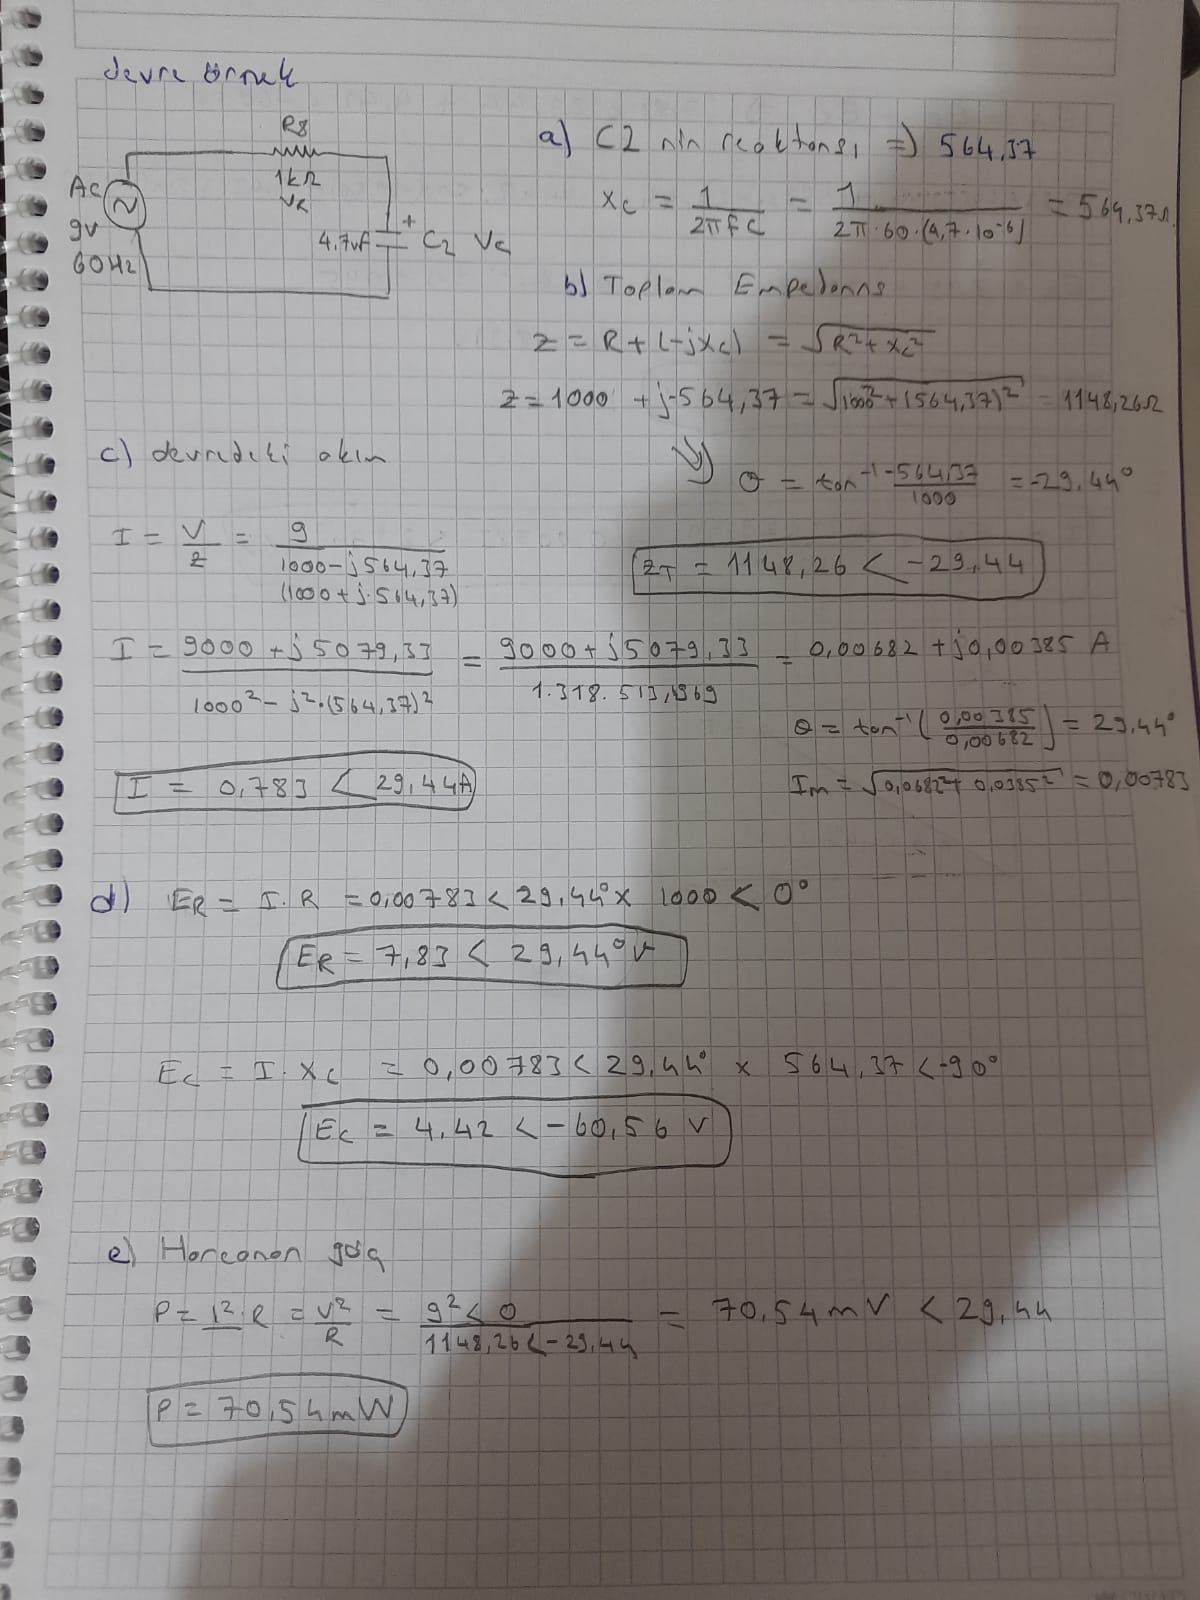 devre örnek
R8
1kΩ
VR
AC
9v
60Hz
4.7uf
+
C2 Vc
a) C2 nin reaktansı => 564,37
Xc = 1/2πfC = 1/2π·60·(4,7·10⁻⁶) = 564,37Ω
b) Toplam Empedanns
Z = R + (-jXc) = √R²+Xc²
Z = 1000 + j-564,37 = √1000²+(564,37)² = 1148,26Ω
θ = tan⁻¹ -564,37/1000 = -29,44°
ZT = 1148,26 < -29,44
c) devredeki akım
I = V/Z = 9/1000-j564,37
(1000+j.564,37)
I = 9000+j5079,33/1000²-j²·(564,37)² = 9000+j5079,33/1.318.513,4969 = 0,00682+j0,00385 A
θ = tan⁻¹(0,00385/0,00682) = 29,44°
I = 0,783 < 29,44A
Im = √0,0682²+0,0385² = 0,00783
d) ER = I.R = 0,00783 < 29,44° x 1000 < 0°
ER = 7,83 < 29,44° v
Ec = I.Xc = 0,00783 < 29,44° x 564,37 < -90°
Ec = 4,42 < -60,56 v
e) Harcanan güç
P = I².R = V²/R = 9² < 0/1148,26 < -29,44 = 70,54mV < 29,44
P = 70,54mW